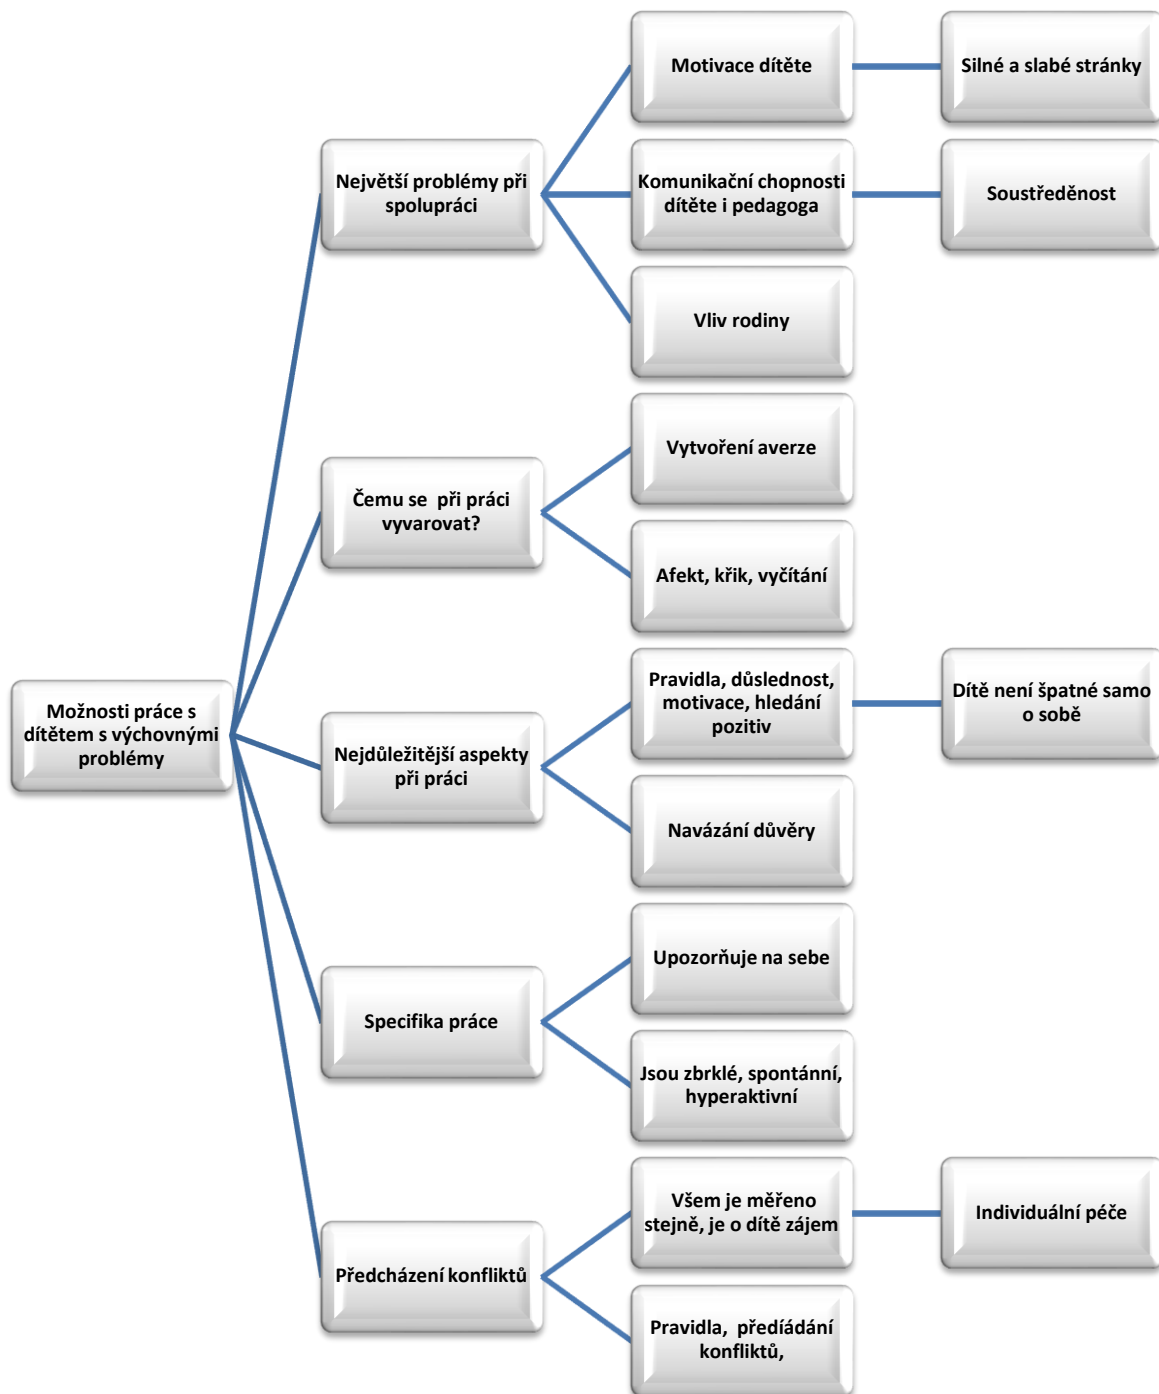 Motivace dítěte
Silné a slabé stránky
Největší problémy při
spolupráci
Komunikační chopnosti
dítěte i pedagoga
Soustředěnost
Vliv rodiny
Čemu se  při práci
vyvarovat?
Vytvoření averze
Afekt, křik, vyčítání
Možnosti práce s
dítětem s výchovnými
problémy
Nejdůležitější aspekty
při práci
Pravidla, důslednost,
motivace, hledání
pozitiv
Dítě není špatné samo
o sobě
Navázání důvěry
Specifika práce
Upozorňuje na sebe
Jsou zbrklé, spontánní,
hyperaktivní
Předcházení konfliktů
Všem je měřeno
stejně, je o dítě zájem
Individuální péče
Pravidla,  předíádání
konfliktů,